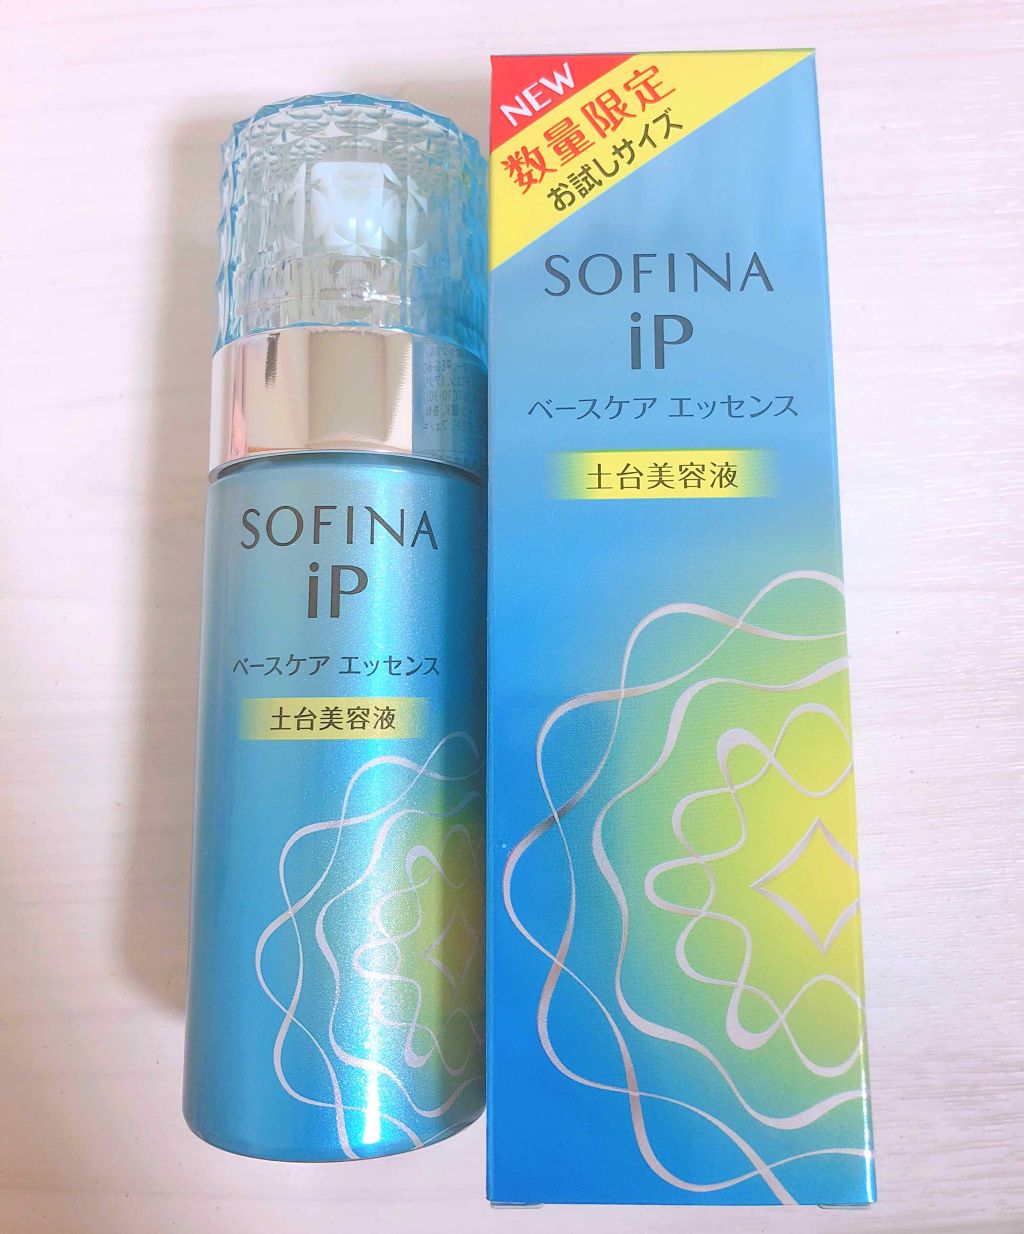 SOFINA
iP
ベースケア エッセンス
土台美容液
NEW
数量限定
お試しサイズ
SOFINA
iP
ベースケア エッセンス
土台美容液